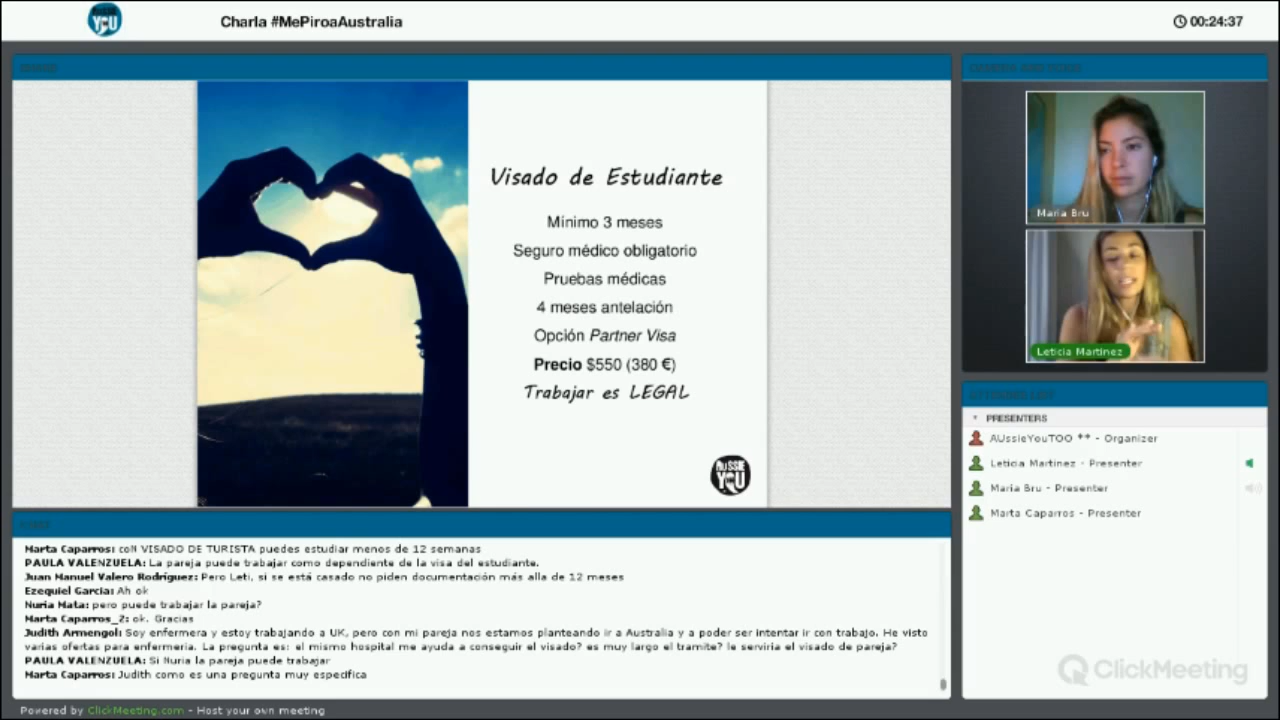 AUSSIE YOU
Charla #MePiroaAustralia
00:24:37
Visado de Estudiante
Mínimo 3 meses
Seguro médico obligatorio
Pruebas médicas
4 meses antelación
Opción Partner Visa
Precio $550 (380 €)
Trabajar es LEGAL
AUSSIE YOU
Maria Bru
Leticia Martinez
ATTENDEE LIST
PRESENTERS
AUssieYouTOO ** - Organizer
Leticia Martinez - Presenter
Maria Bru - Presenter
Marta Caparros - Presenter
Marta Caparros: coN VISADO DE TURISTA puedes estudiar menos de 12 semanas
PAULA VALENZUELA: La pareja puede trabajar como dependiente de la visa del estudiante.
Juan Manuel Valero Rodríguez: Pero Leti, si se está casado no piden documentación más alla de 12 meses
Ezequiel Garcia: Ah ok
Nuria Mata: pero puede trabajar la pareja?
Marta Caparros_2: ok. Gracias
Judith Armengol: Soy enfermera y estoy trabajando a UK, pero con mi pareja nos estamos planteando ir a Australia y a poder ser intentar ir con trabajo. He visto
varias ofertas para enfermeria. La pregunta es: el mismo hospital me ayuda a conseguir el visado? es muy largo el tramite? le serviria el visado de pareja?
PAULA VALENZUELA: Si Nuria la pareja puede trabajar
Marta Caparros: Judith como es una pregunta muy especifica
ClickMeeting
Powered by ClickMeeting.com - Host your own meeting